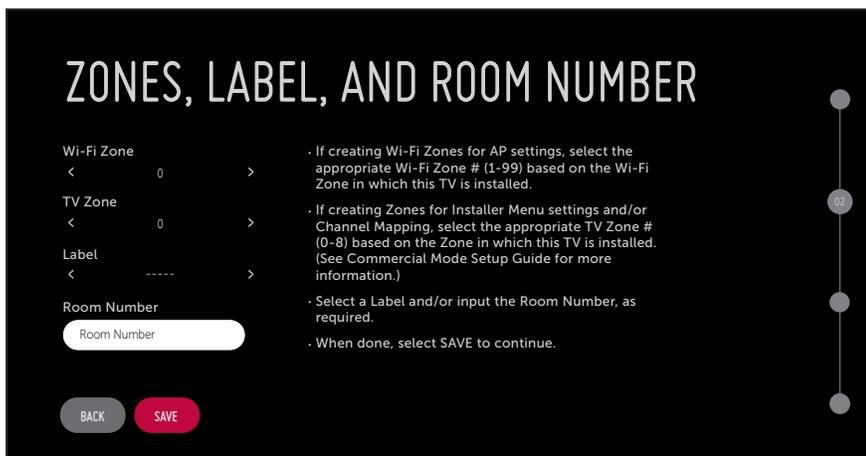 ZONES, LABEL, AND ROOM NUMBER
Wi-Fi Zone
< 0 >
TV Zone
< 0 >
Label
< ----- >
Room Number
Room Number
· If creating Wi-Fi Zones for AP settings, select the
appropriate Wi-Fi Zone # (1-99) based on the Wi-Fi
Zone in which this TV is installed.
· If creating Zones for Installer Menu settings and/or
Channel Mapping, select the appropriate TV Zone #
(0-8) based on the Zone in which this TV is installed.
(See Commercial Mode Setup Guide for more
information.)
· Select a Label and/or input the Room Number, as
required.
· When done, select SAVE to continue.
02
BACK SAVE